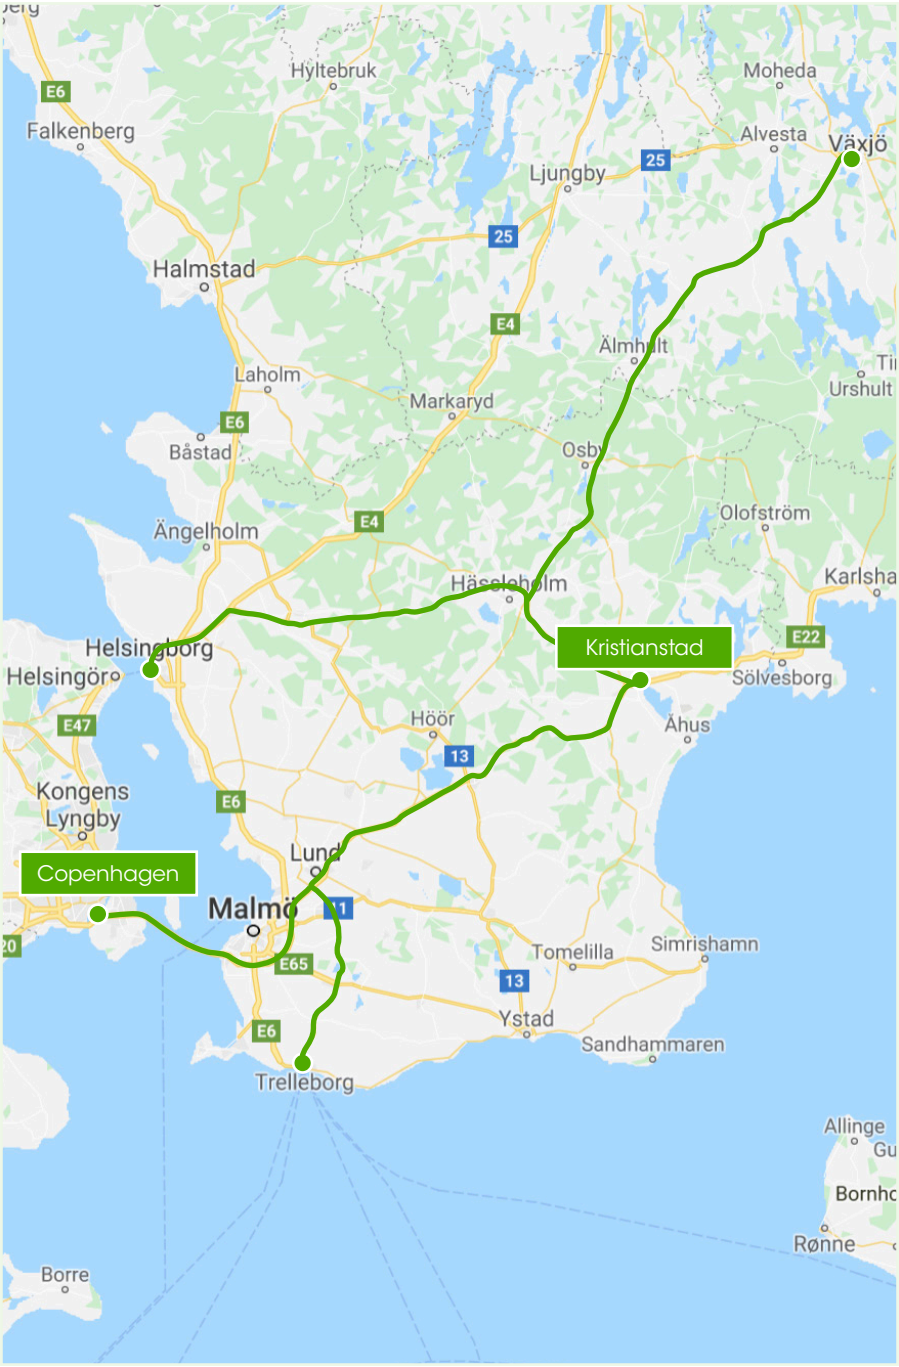 Hyltebruk
Moheda
E6
Falkenberg
Alvesta
Växjö
25
Ljungby
25
Halmstad
E4
Älmhult
Laholm
Urshult
Markaryd
E6
Båstad
Osby
Olofström
E4
Ängelholm
Hässleholm
Karlsha
E22
Kristianstad
Helsingborg
Helsingör
Sölvesborg
Höör
Åhus
E47
13
Kongens
Lyngby
E6
Lund
Copenhagen
Malmö
11
20
E65
Tomelilla
Simrishamn
13
Ystad
E6
Sandhammaren
Trelleborg
Allinge
Gu
Bornho
Rønne
Borre